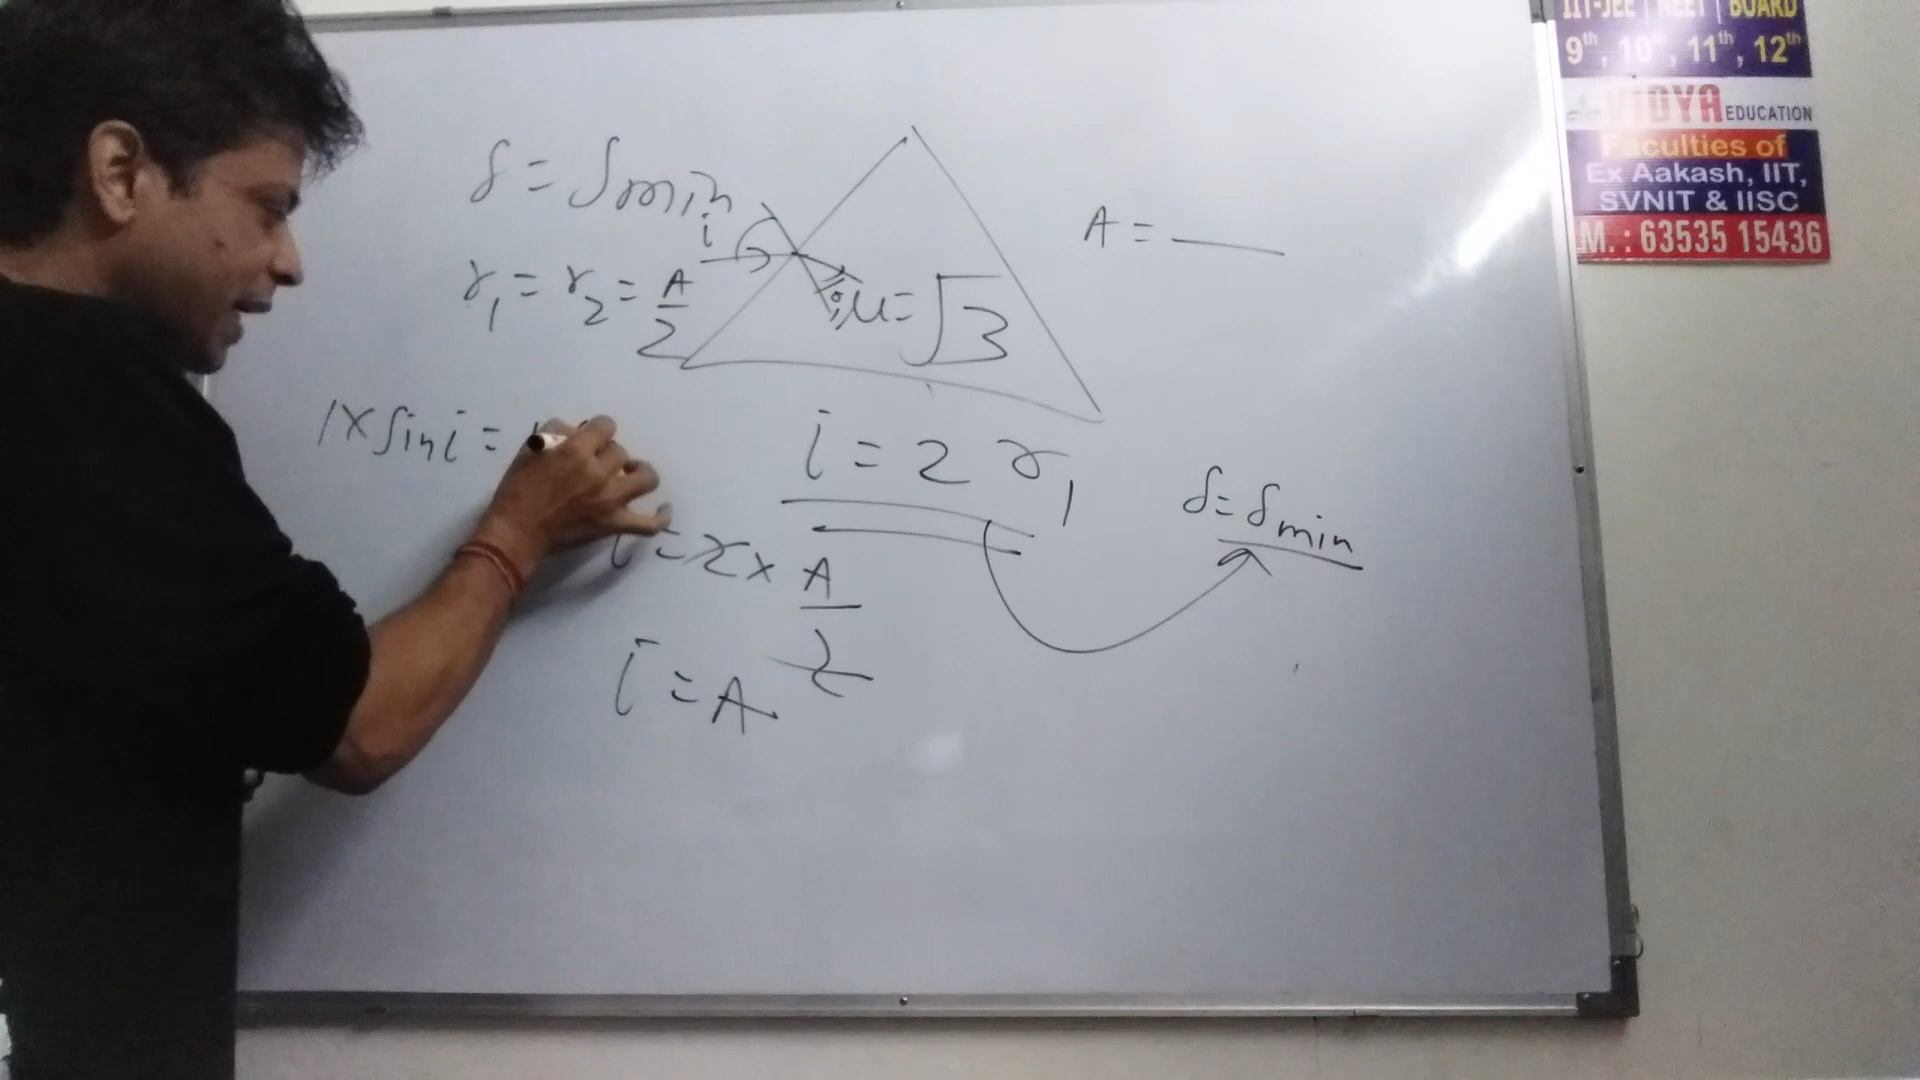 δ = δmin
i
r₁ = r₂ = A/2
μ = √3
A =
1 × sin i =
i = 2 r₁
i = 2 × A/2
i = A
δ = δmin
IIT-JEE | NEET | BOARD
9th, 10th, 11th, 12th
VIDYA EDUCATION
Faculties of
Ex Aakash, IIT,
SVNIT & IISC
M. : 63535 15436